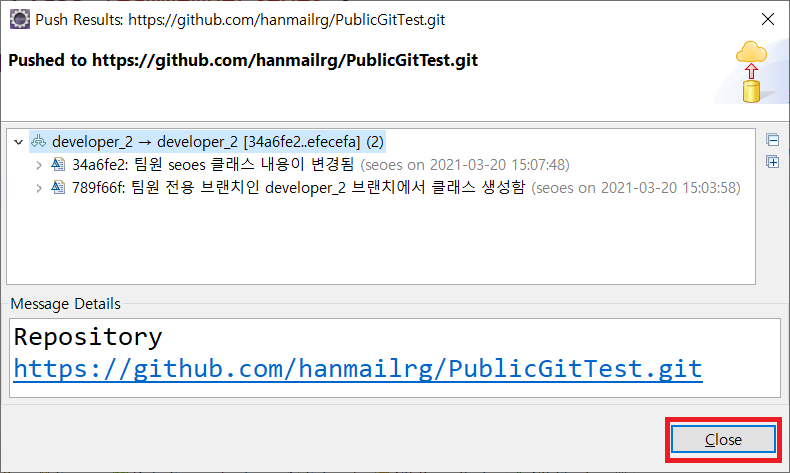 Push Results: https://github.com/hanmailrg/PublicGitTest.git
Pushed to https://github.com/hanmailrg/PublicGitTest.git
developer_2 → developer_2 [34a6fe2..efecefa] (2)
34a6fe2: 팀원 seoes 클래스 내용이 변경됨 (seoes on 2021-03-20 15:07:48)
789f66f: 팀원 전용 브랜치인 developer_2 브랜치에서 클래스 생성함 (seoes on 2021-03-20 15:03:58)
Message Details
Repository
https://github.com/hanmailrg/PublicGitTest.git
Close